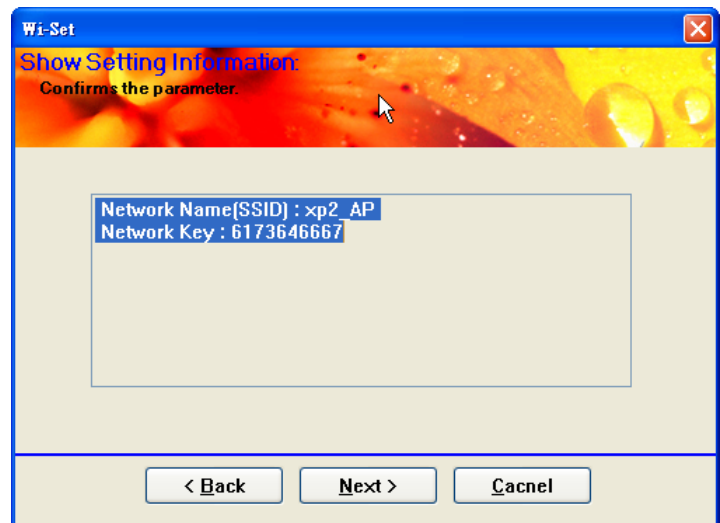 Wi-Set
Show Setting Information:
Confirms the parameter.
Network Name(SSID) : xp2_AP
Network Key : 6173646667
< Back
Next >
Cacnel